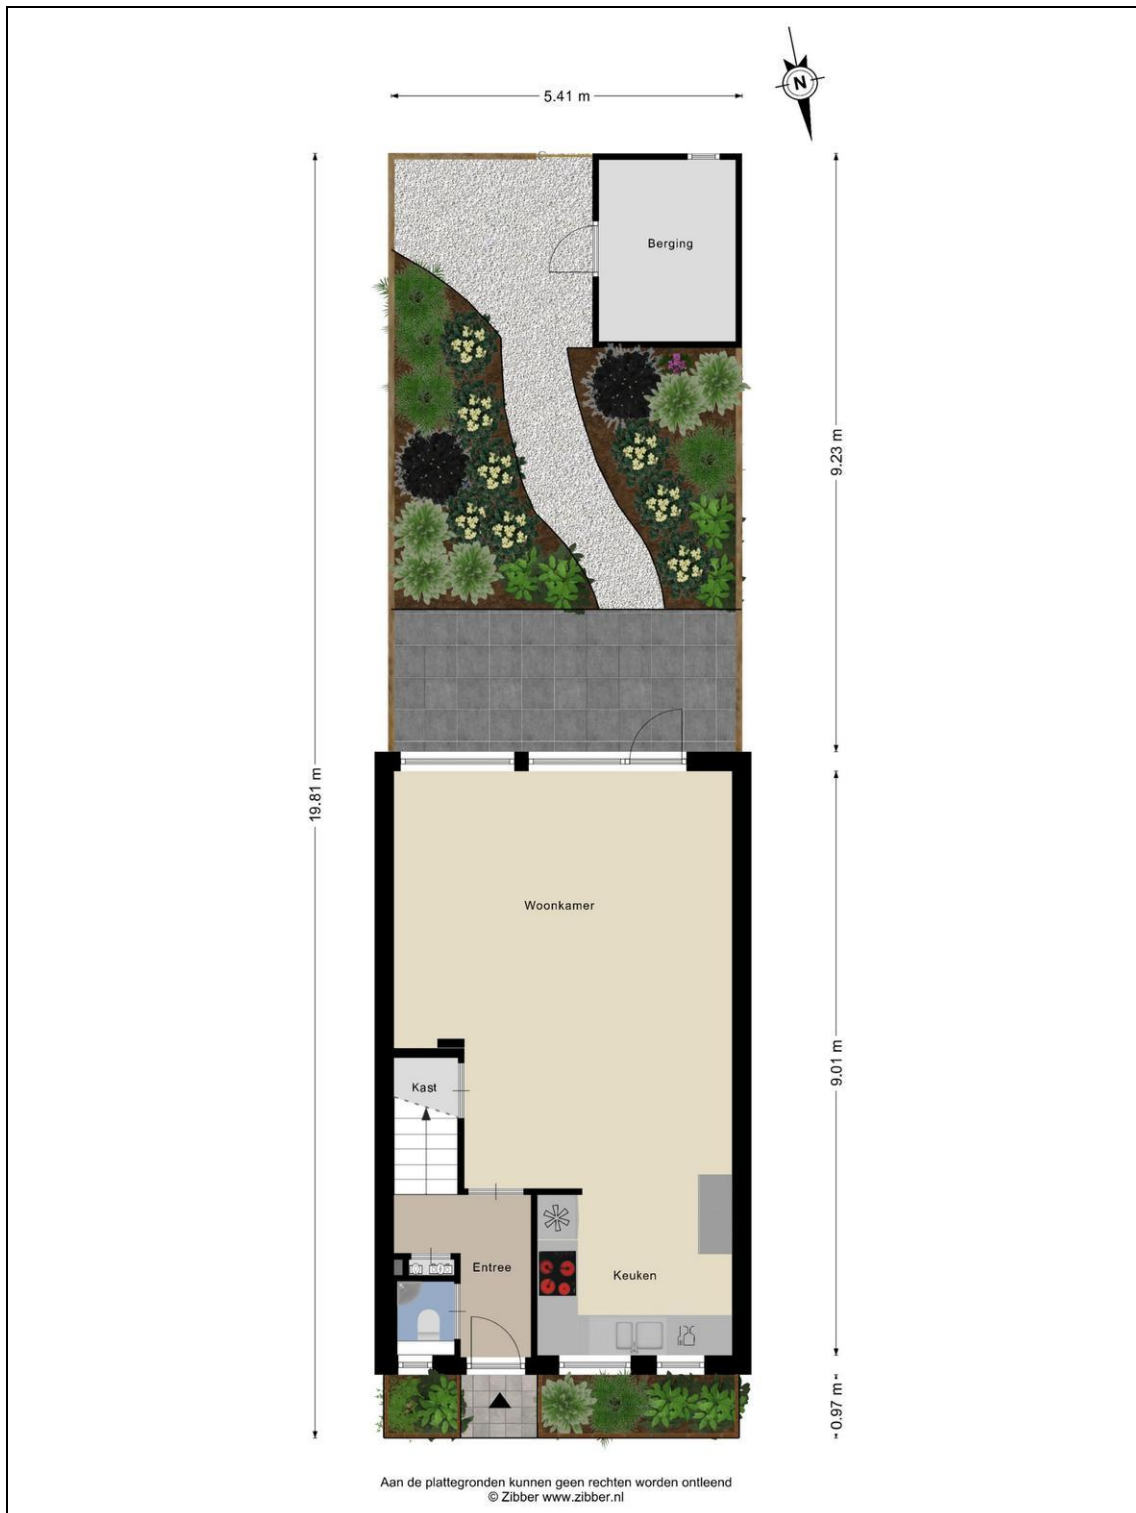 N
5.41 m
Berging
9.23 m
19.81 m
Woonkamer
9.01 m
Kast
Entree
Keuken
0.97 m
Aan de plattegronden kunnen geen rechten worden ontleend
© Zibber www.zibber.nl